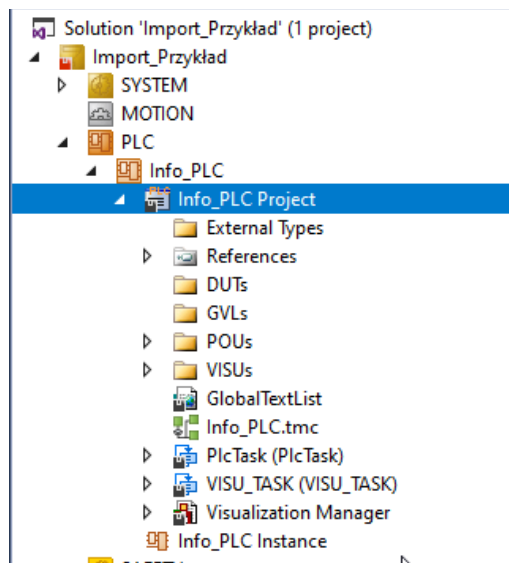 Solution 'Import_Przykład' (1 project)
Import_Przykład
SYSTEM
MOTION
PLC
Info_PLC
Info_PLC Project
External Types
References
DUTs
GVLs
POUs
VISUs
GlobalTextList
Info_PLC.tmc
PlcTask (PlcTask)
VISU_TASK (VISU_TASK)
Visualization Manager
Info_PLC Instance